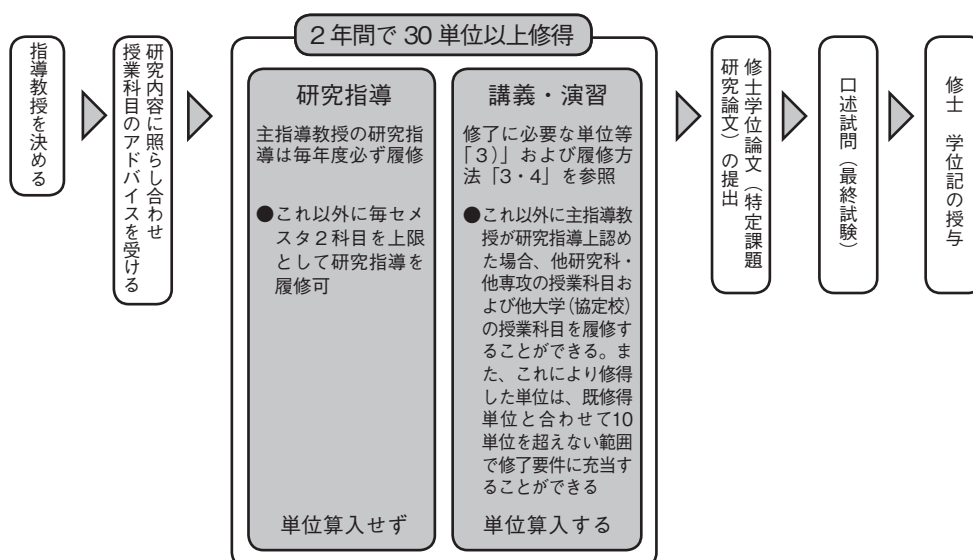 指導教授を決める
研究内容に照らし合わせ
授業科目のアドバイスを受ける
2年間で30単位以上修得
研究指導
主指導教授の研究指
導は毎年度必ず履修
●これ以外に毎セメ
スタ2科目を上限
として研究指導を
履修可
単位算入せず
講義・演習
修了に必要な単位等
「3)」および履修方
法「3・4」を参照
●これ以外に主指導教
授が研究指導上認め
た場合、他研究科・
他専攻の授業科目お
よび他大学(協定校)
の授業科目を履修す
ることができる。ま
た、これにより修得
した単位は、既修得
単位と合わせて10
単位を超えない範囲
で修了要件に充当す
ることができる
単位算入する
修士学位論文(特定課題
研究論文)の提出
口述試問(最終試験)
修士 学位記の授与